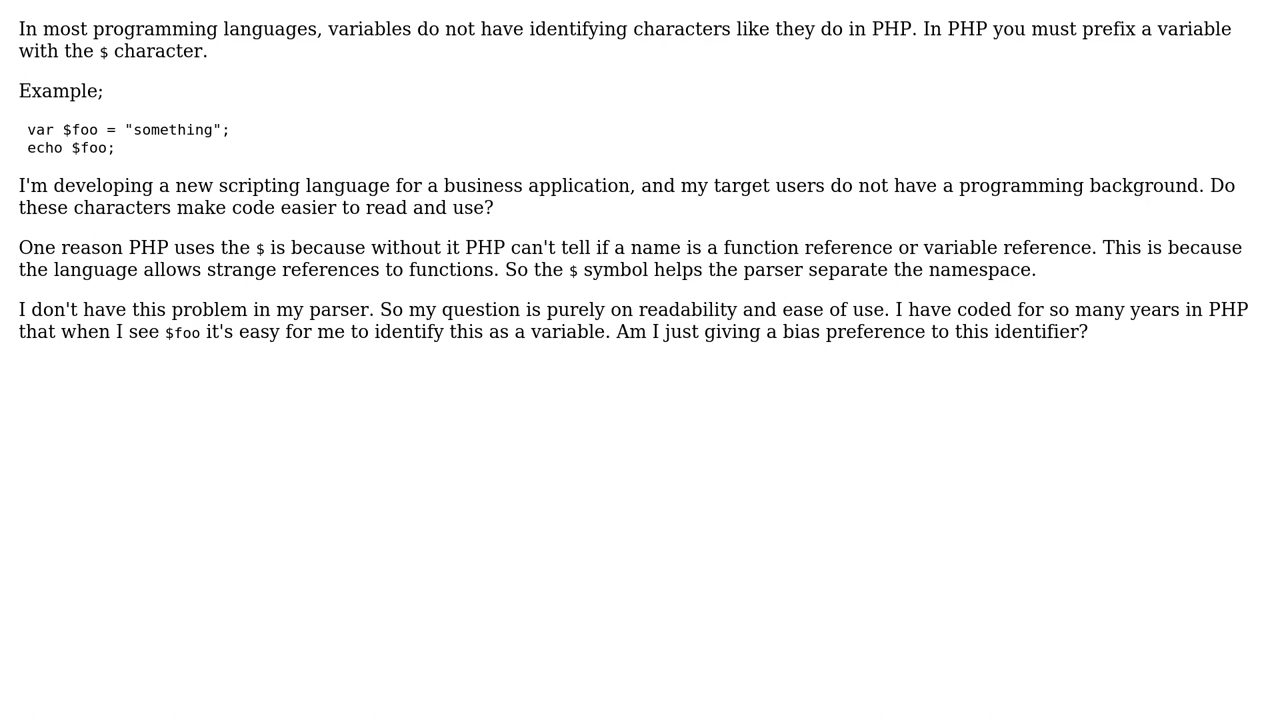 In most programming languages, variables do not have identifying characters like they do in PHP. In PHP you must prefix a variable
with the $ character.
Example;
var $foo = "something";
echo $foo;
I'm developing a new scripting language for a business application, and my target users do not have a programming background. Do
these characters make code easier to read and use?
One reason PHP uses the $ is because without it PHP can't tell if a name is a function reference or variable reference. This is because
the language allows strange references to functions. So the $ symbol helps the parser separate the namespace.
I don't have this problem in my parser. So my question is purely on readability and ease of use. I have coded for so many years in PHP
that when I see $foo it's easy for me to identify this as a variable. Am I just giving a bias preference to this identifier?